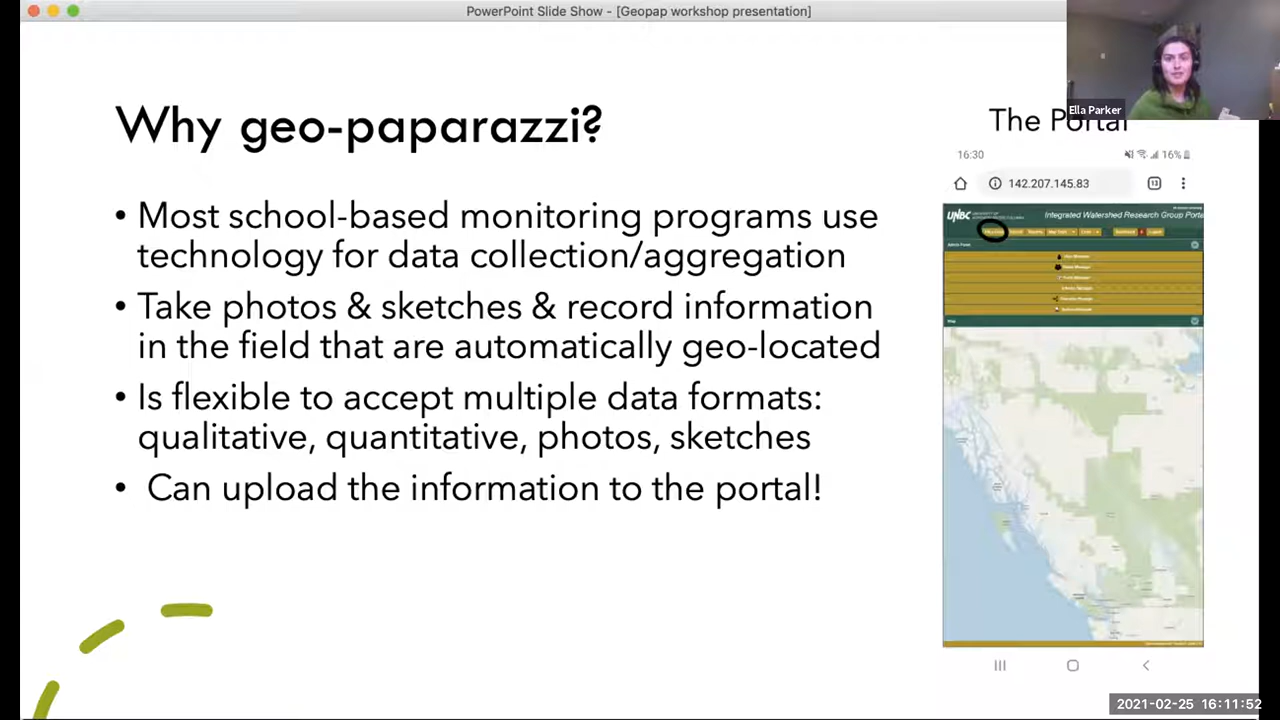 PowerPoint Slide Show - [Geopap workshop presentation]
Ella Parker
Why geo-paparazzi?
• Most school-based monitoring programs use
technology for data collection/aggregation
• Take photos & sketches & record information
in the field that are automatically geo-located
• Is flexible to accept multiple data formats:
qualitative, quantitative, photos, sketches
• Can upload the information to the portal!
The Portal
16:30
16%
142.207.145.83
13
UNBC
Integrated Watershed Research Group Porta
2021-02-25 16:11:52